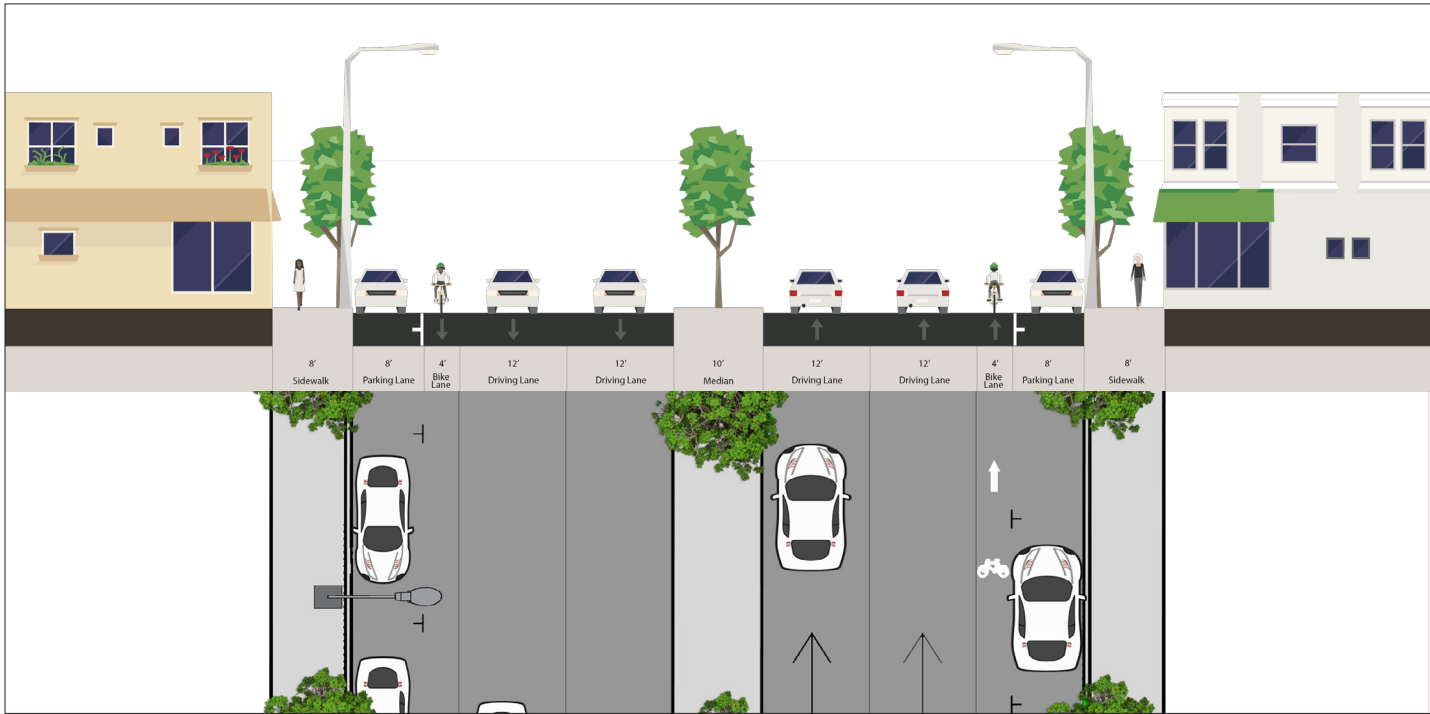 8’ 8’ 4’ 12’ 12’ 10’ 12’ 12’ 4’ 8’ 8’
Sidewalk Parking Lane Bike Driving Lane Driving Lane Median Driving Lane Driving Lane Bike Parking Lane Sidewalk
Lane Lane